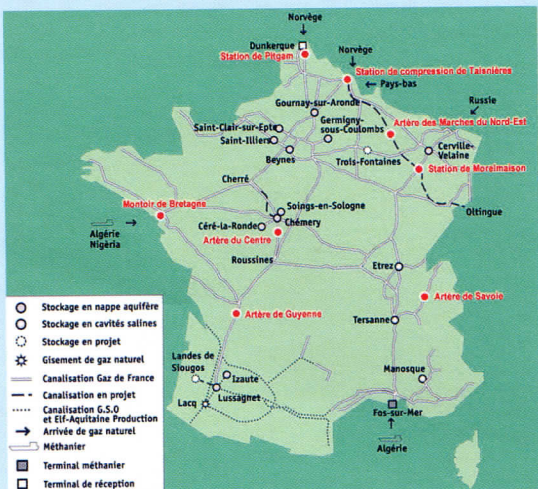 Norvège
Dunkerque
Station de Pitgam
Norvège
Station de compression de Taisnières
Pays-bas
Gournay-sur-Aronde
Russie
Germigny-
sous-Coulombs
Artère des Marches du Nord-Est
Saint-Clair-sur-Epte
Saint-Illiers
Beynes
Trois-Fontaines
Cerville-
Velaine
Station de Morelmaison
Cherré
Oltingue
Montoir de Bretagne
Soings-en-Sologne
Céré-la-Ronde
Chémery
Artère du Centre
Algérie
Nigèria
Roussines
Etrez
Artère de Savoie
Artère de Guyenne
Tersanne
Landes de
Siougos
Izaute
Lussagnet
Lacq
Manosque
Fos-sur-Mer
Algérie
Stockage en nappe aquifère
Stockage en cavités salines
Stockage en projet
Gisement de gaz naturel
Canalisation Gaz de France
Canalisation en projet
Canalisation G.S.O
et Elf-Aquitaine Production
Arrivée de gaz naturel
Méthanier
Terminal méthanier
Terminal de réception